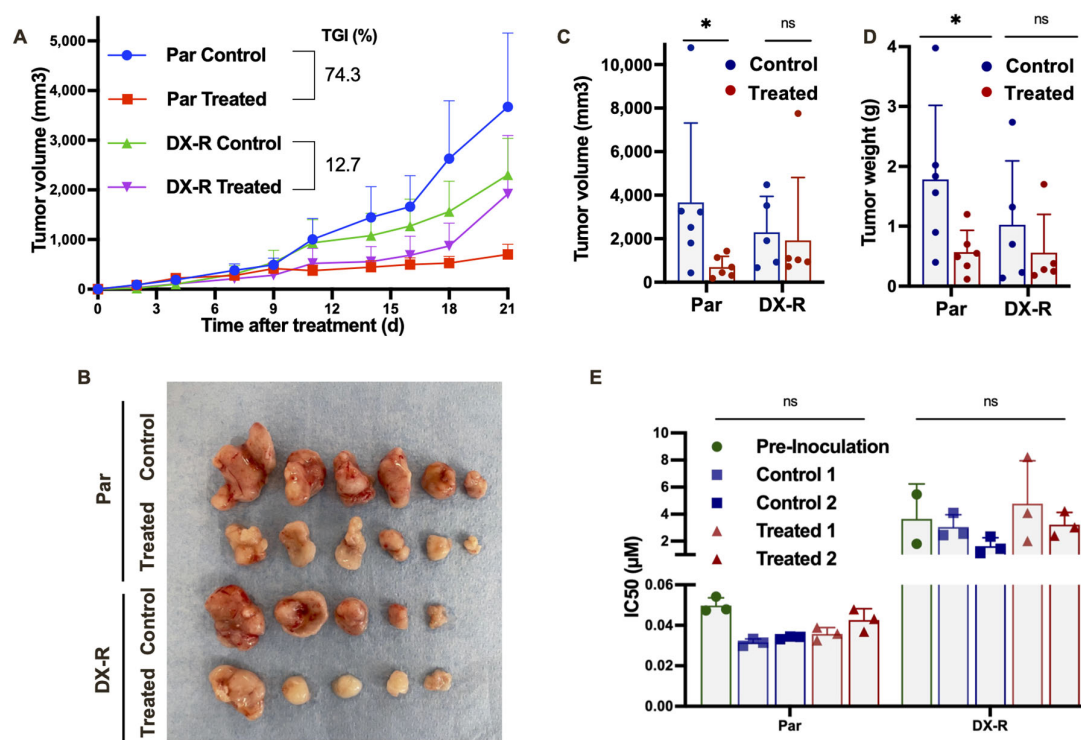 A
TGI (%)
Par Control
Par Treated
74.3
DX-R Control
DX-R Treated
12.7
Tumor volume (mm3)
5,000
4,000
3,000
2,000
1,000
0
0 3 6 9 12 15 18 21
Time after treatment (d)
C
* ns
Control
Treated
Tumor volume (mm3)
10,000
8,000
6,000
4,000
2,000
0
Par DX-R
D
* ns
Control
Treated
Tumor weight (g)
4
3
2
1
0
Par DX-R
B
Par
Control
Treated
DX-R
Control
Treated
E
ns ns
Pre-Inoculation
Control 1
Control 2
Treated 1
Treated 2
IC50 (µM)
10
8
6
4
2
0.06
0.04
0.02
0.00
Par DX-R